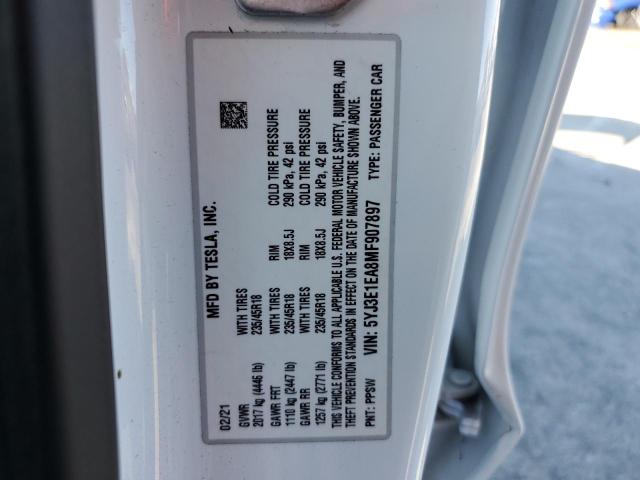 MFD BY TESLA, INC.
02/21
GVWR WITH TIRES RIM COLD TIRE PRESSURE
2017 kg (4446 lb) 235/45R18
GAWR FRT WITH TIRES RIM COLD TIRE PRESSURE
1110 kg (2447 lb) 235/45R18 18X8.5J 290 kPa, 42 psi
GAWR RR WITH TIRES RIM COLD TIRE PRESSURE
1257 kg (2771 lb) 235/45R18 18X8.5J 290 kPa, 42 psi
THIS VEHICLE CONFORMS TO ALL APPLICABLE U.S. FEDERAL MOTOR VEHICLE SAFETY, BUMPER, AND
THEFT PREVENTION STANDARDS IN EFFECT ON THE DATE OF MANUFACTURE SHOWN ABOVE.
PNT: PPSW VIN: 5YJ3E1EA8MF907897 TYPE: PASSENGER CAR